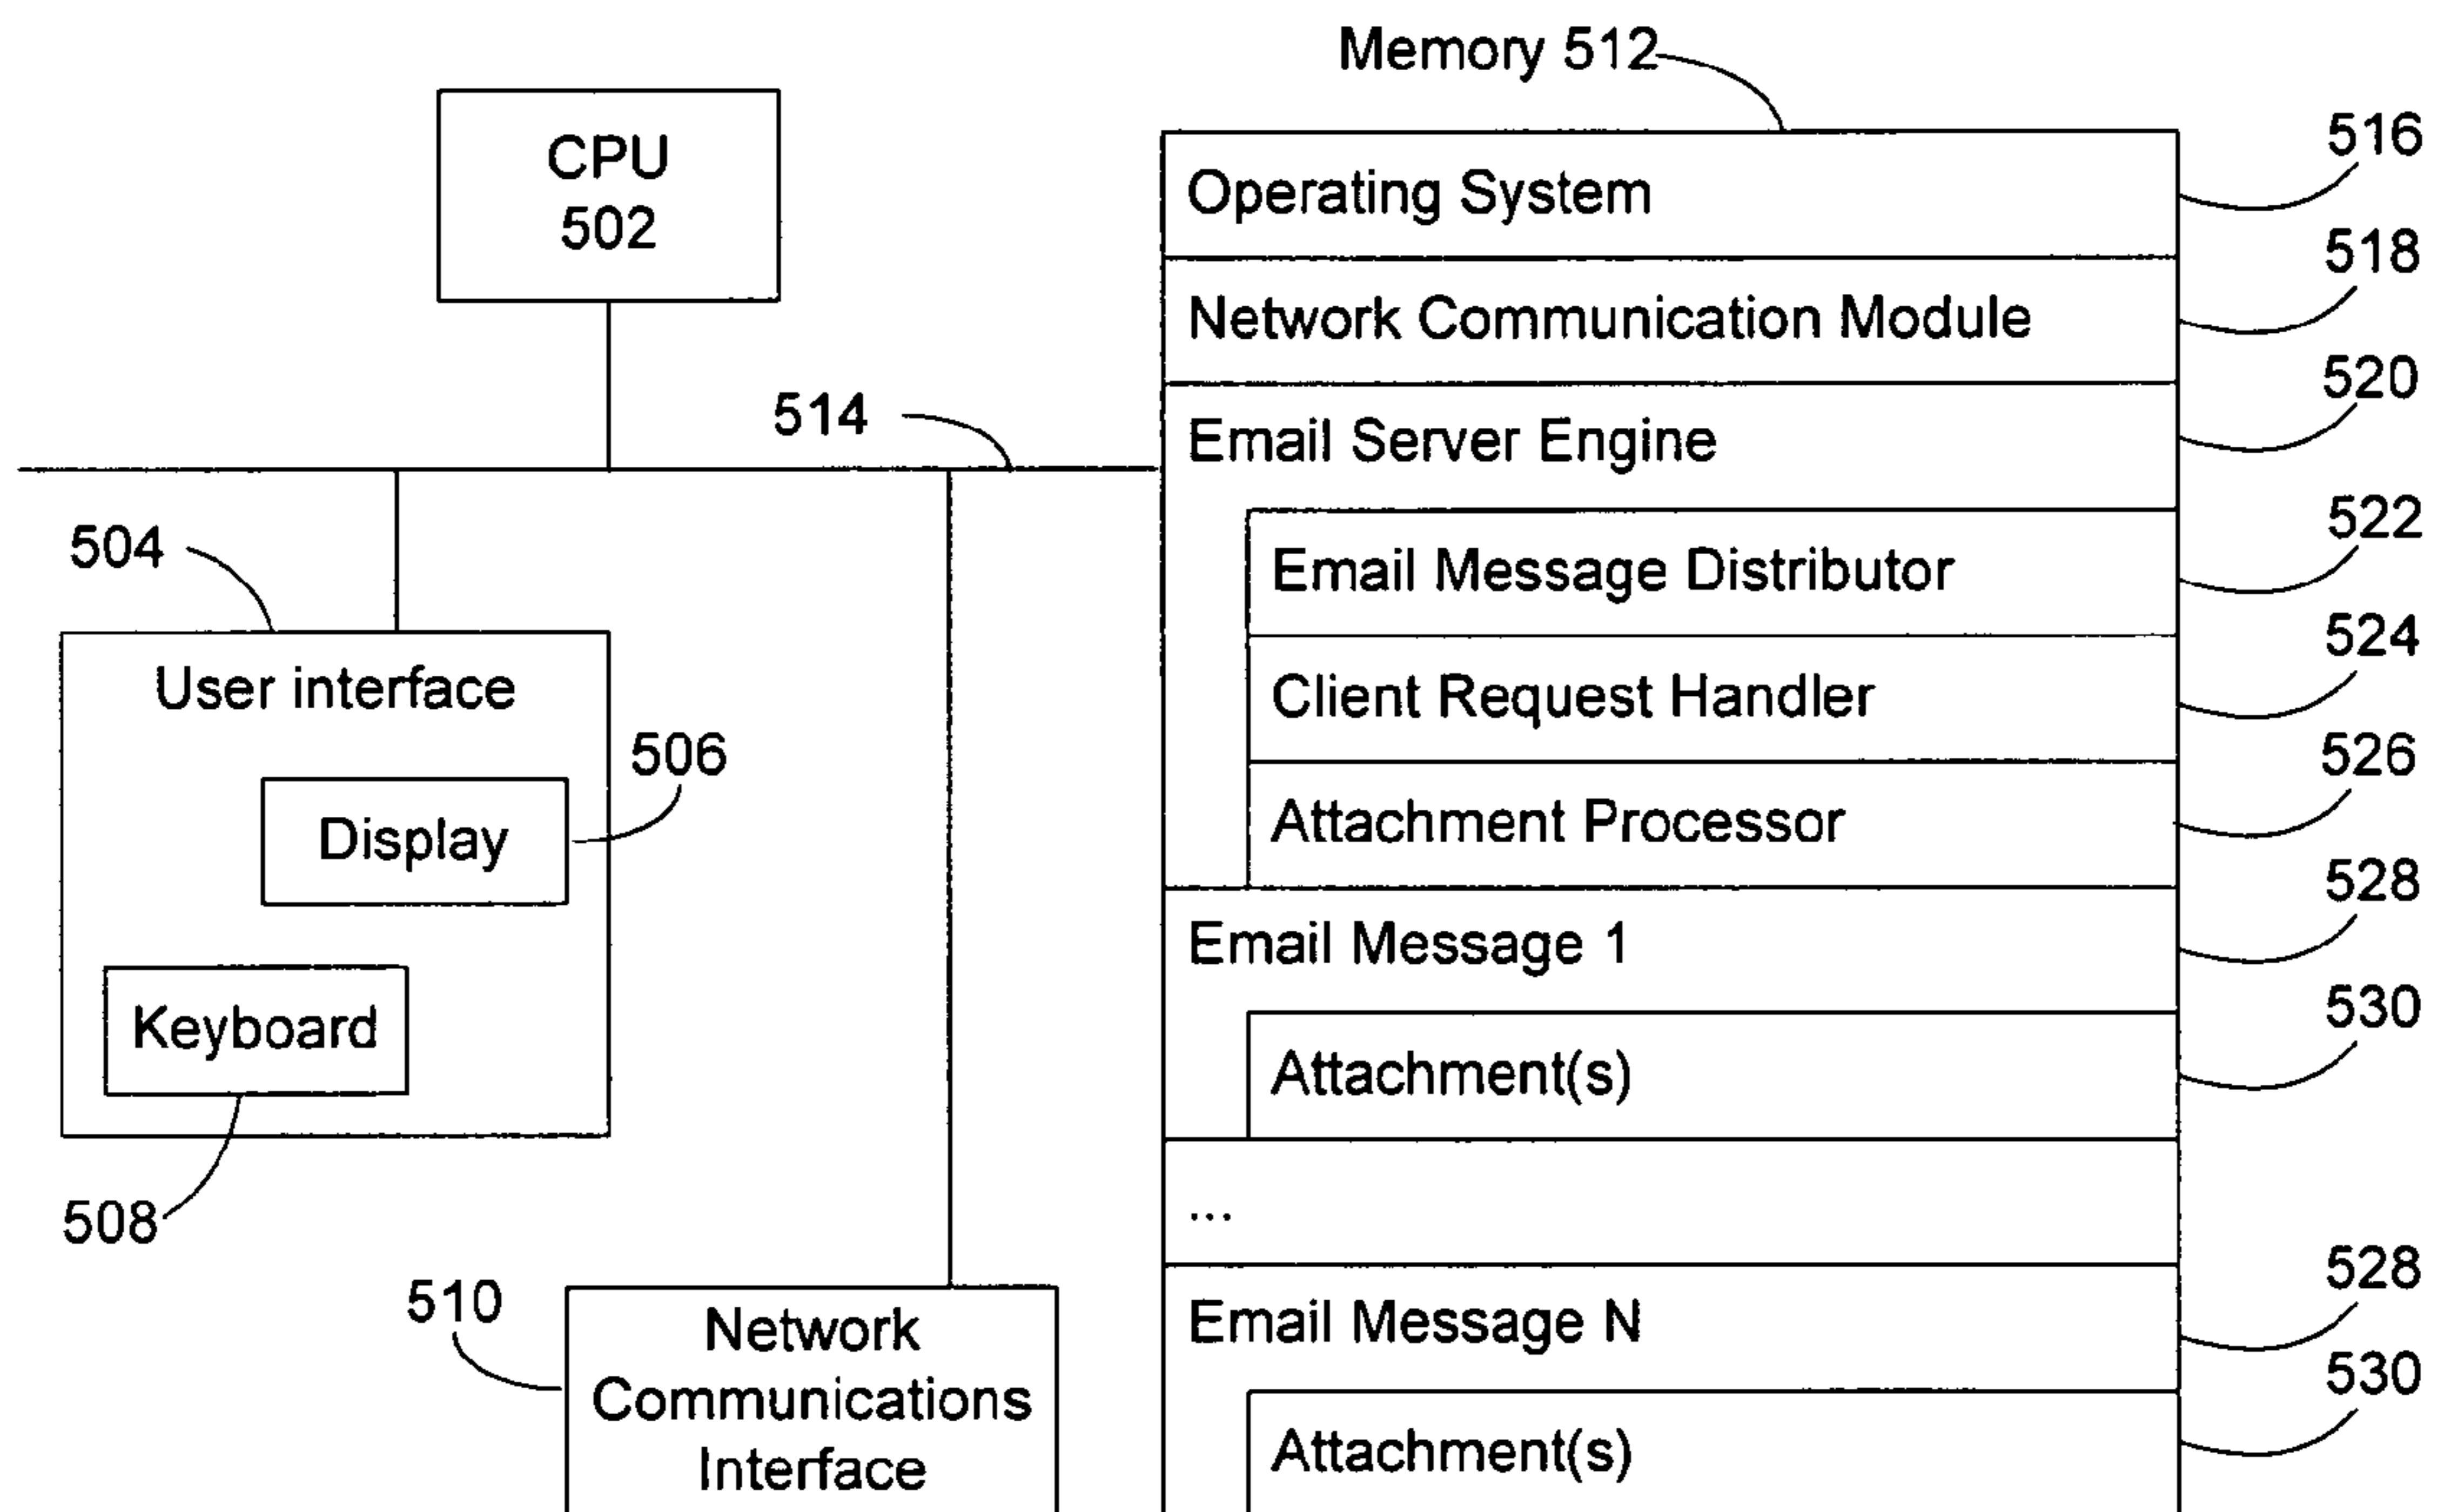 Memory 512
CPU
502
514
504
User interface
506
Display
Keyboard
508
510
Network
Communications
Interface
Operating System
516
Network Communication Module
518
Email Server Engine
520
Email Message Distributor
522
Client Request Handler
524
Attachment Processor
526
Email Message 1
528
Attachment(s)
530
...
Email Message N
528
Attachment(s)
530